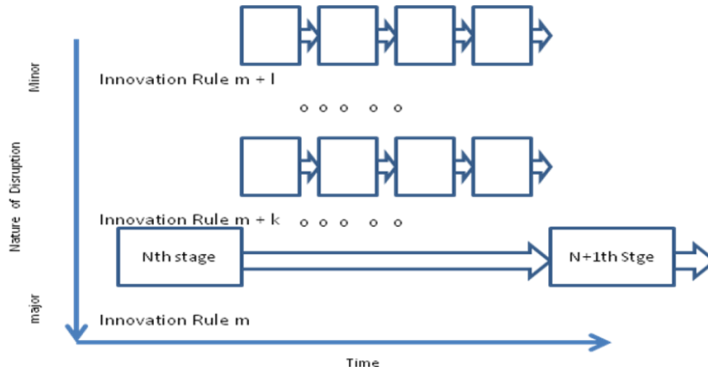 Minor
Innovation Rule m + l
Nature of Disruption
Innovation Rule m + k
Nth stage
N+1th Stge
major
Innovation Rule m
Time